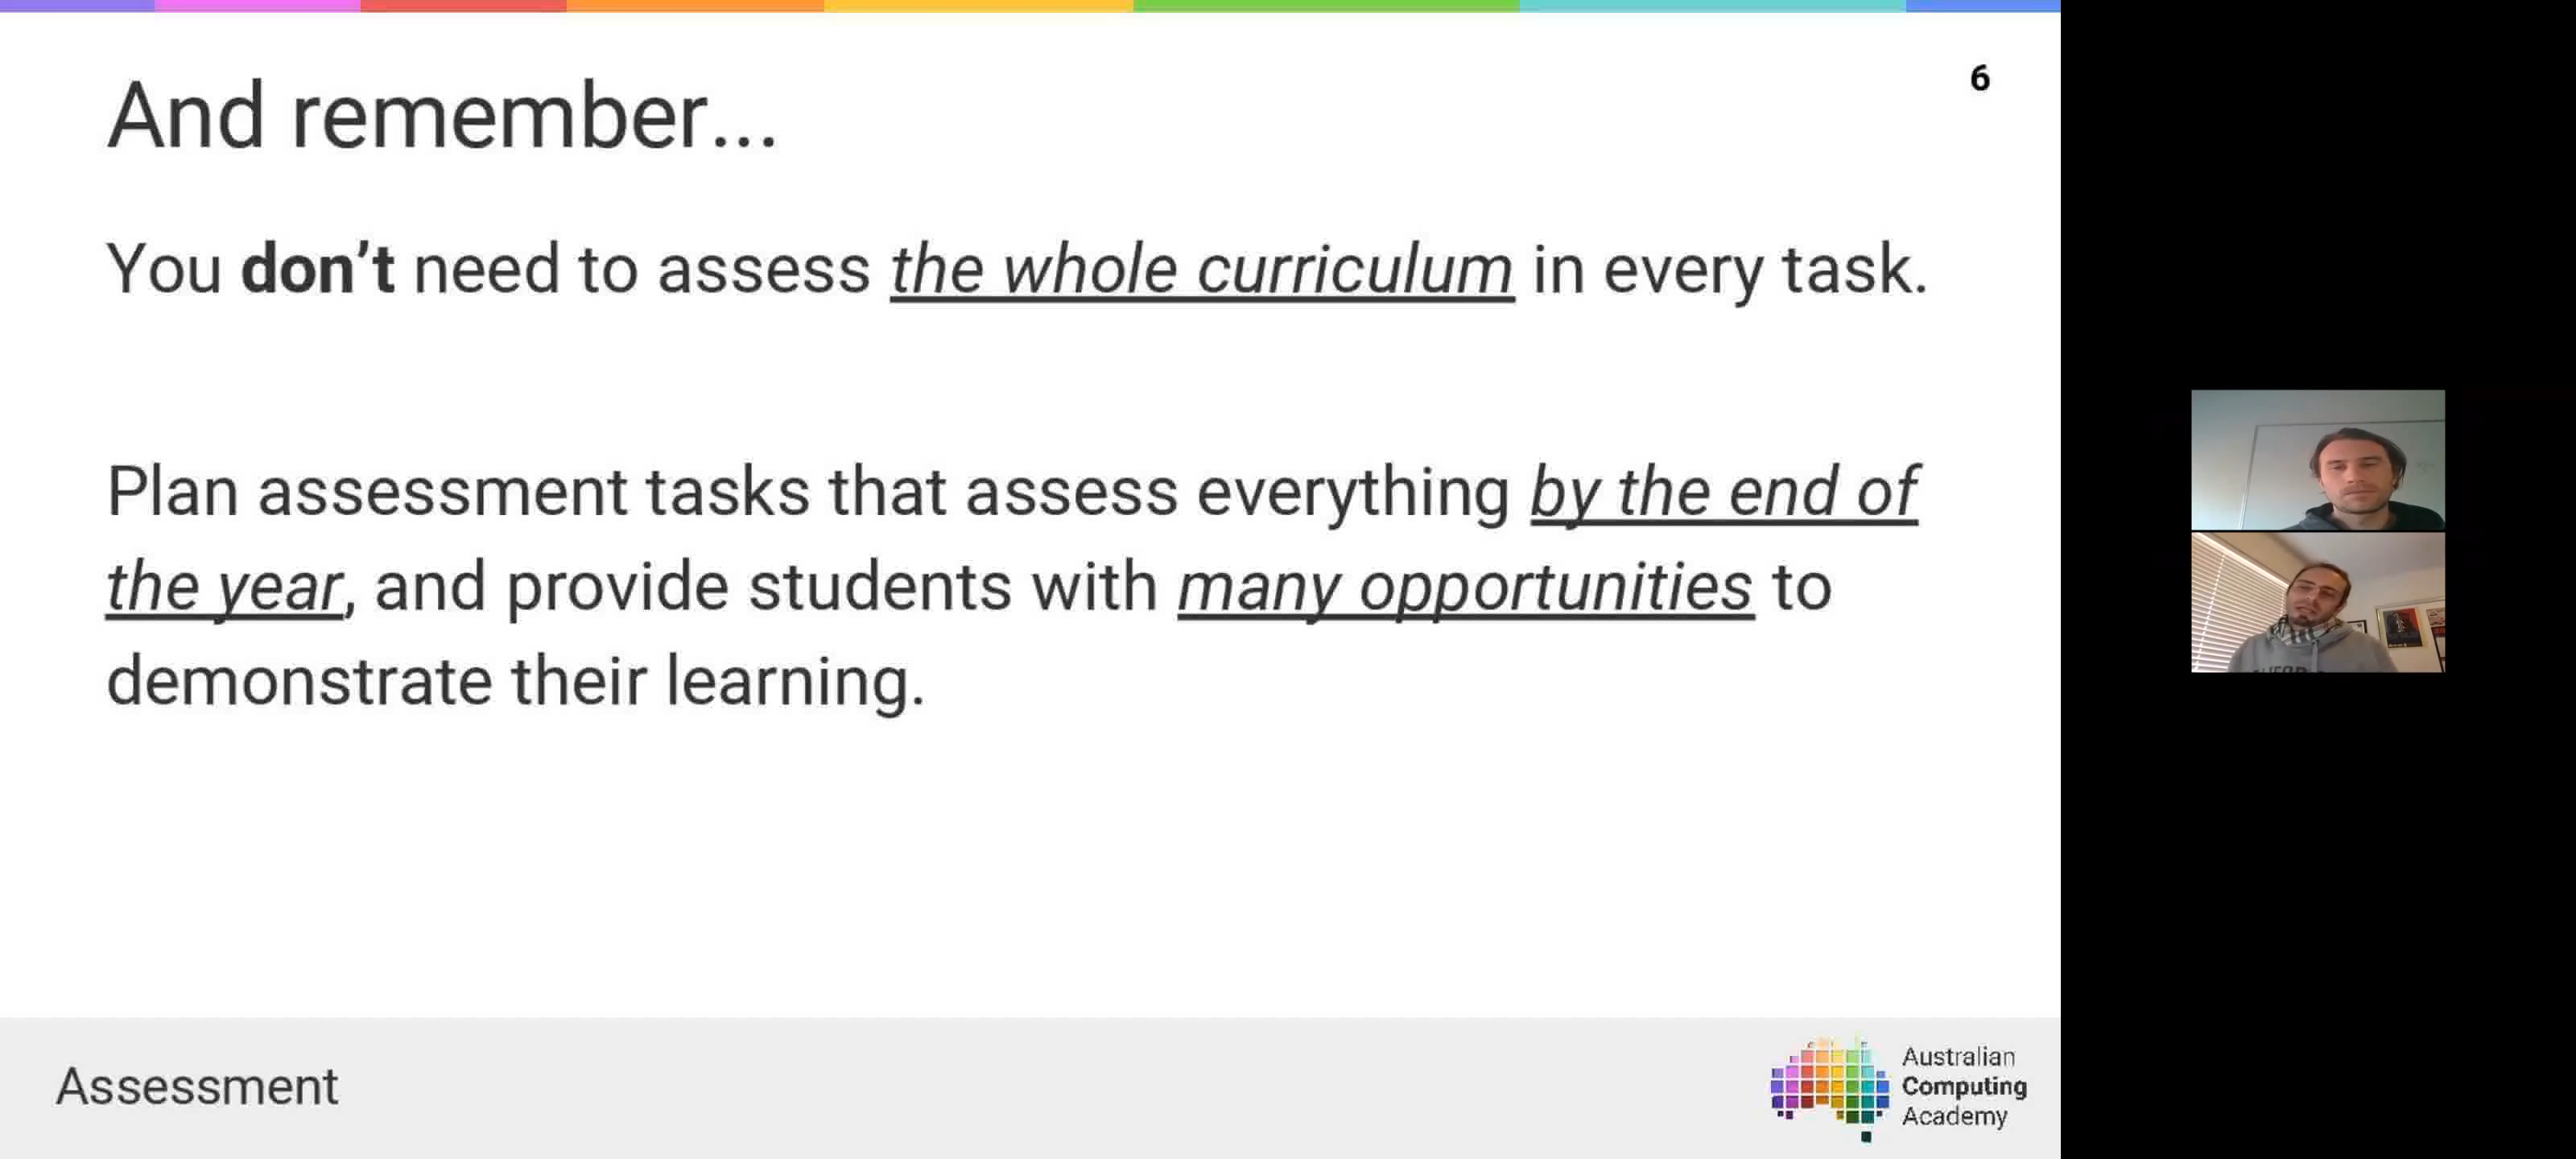 And remember...
6
You don't need to assess the whole curriculum in every task.
Plan assessment tasks that assess everything by the end of
the year, and provide students with many opportunities to
demonstrate their learning.
Assessment
Australian
Computing
Academy